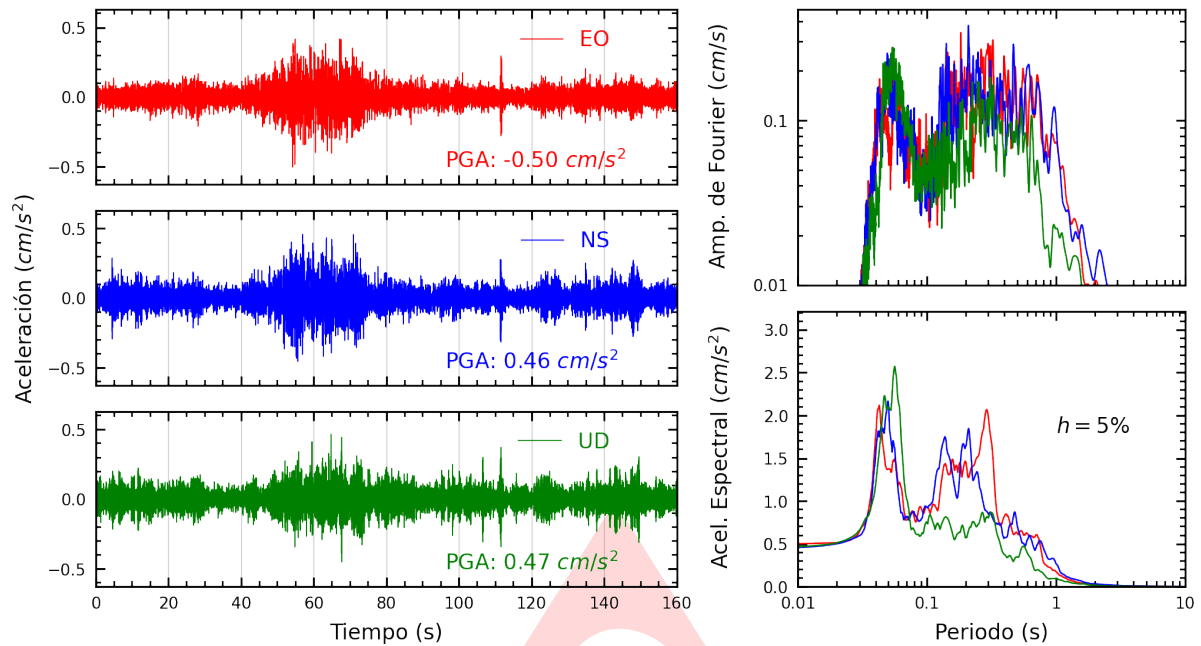 Aceleración (cm/s²)
0.5
0.0
−0.5
EO
PGA: -0.50 cm/s²
0.5
0.0
−0.5
NS
PGA: 0.46 cm/s²
0.5
0.0
−0.5
UD
PGA: 0.47 cm/s²
0 20 40 60 80 100 120 140 160
Tiempo (s)
Amp. de Fourier (cm/s)
0.1
0.01
Acel. Espectral (cm/s²)
3.0
2.5
2.0
1.5
1.0
0.5
0.0
h = 5%
0.01 0.1 1 10
Periodo (s)